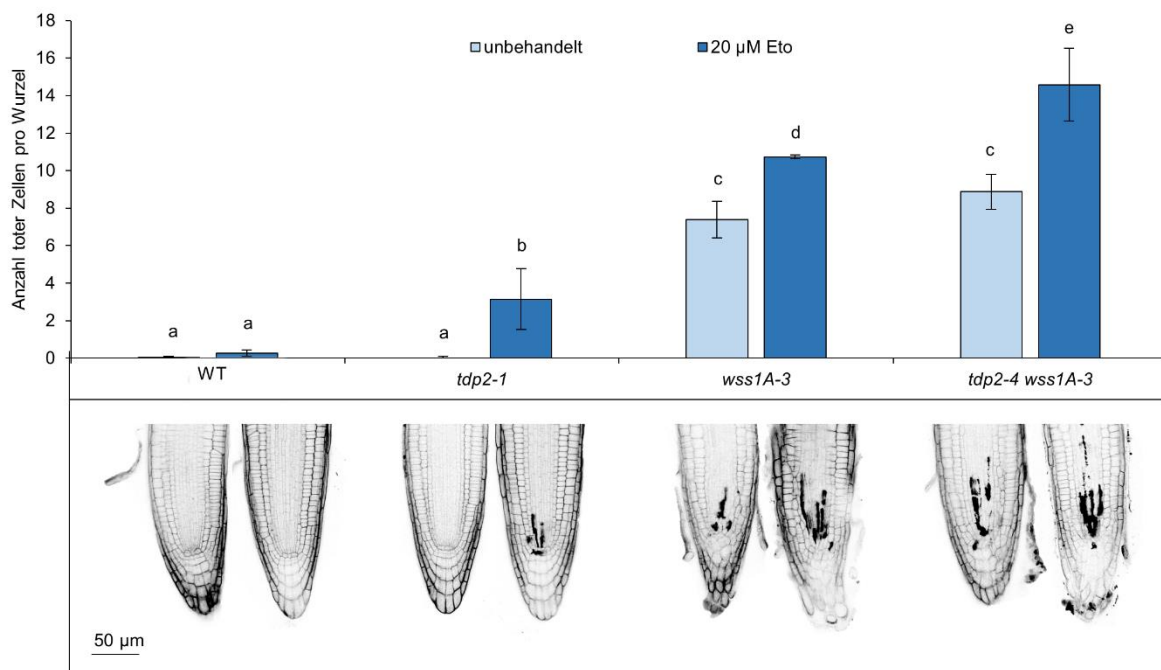 18
16
14
12
10
8
6
4
2
0
Anzahl toter Zellen pro Wurzel
unbehandelt 20 µM Eto
a a a b c d c e
WT tdp2-1 wss1A-3 tdp2-4 wss1A-3
50 µm